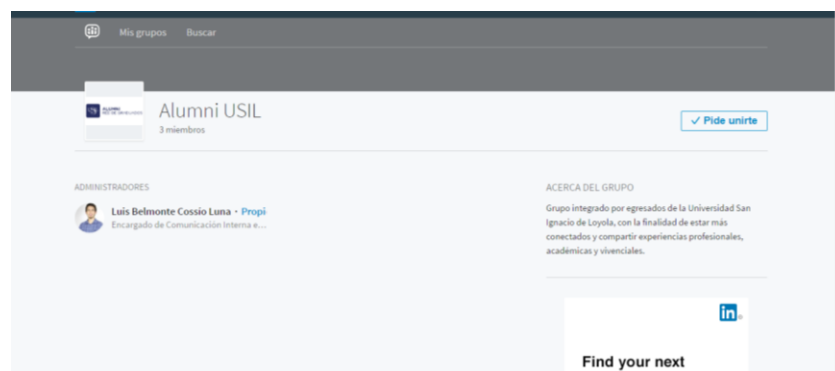 Mis grupos Buscar
ALUMNI
Alumni USIL
3 miembros
✓ Pide unirte
ADMINISTRADORES
Luis Belmonte Cossio Luna · Propi
Encargado de Comunicación Interna e...
ACERCA DEL GRUPO
Grupo integrado por egresados de la Universidad San
Ignacio de Loyola, con la finalidad de estar más
conectados y compartir experiencias profesionales,
académicas y vivenciales.
in
Find your next